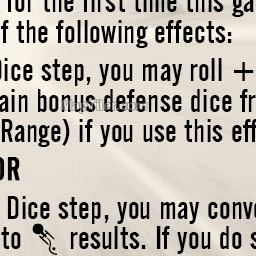 for the first time this ga
f the following effects:
Dice step, you may roll +
ain bonus defense dice fr
Range) if you use this eff
OR
Dice step, you may conv
to results. If you do s